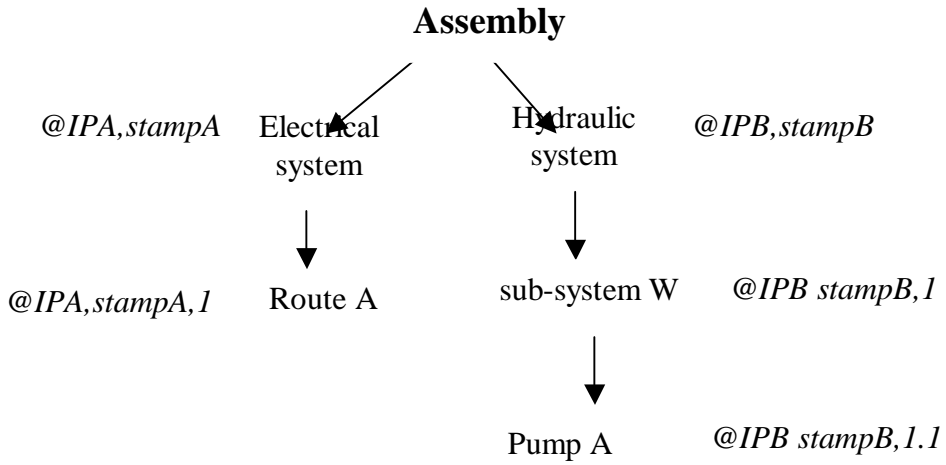 Assembly
@IPA,stampA
Electrical
system
Hydraulic
system
@IPB,stampB
@IPA,stampA,1
Route A
sub-system W
@IPB stampB,1
Pump A
@IPB stampB,1.1